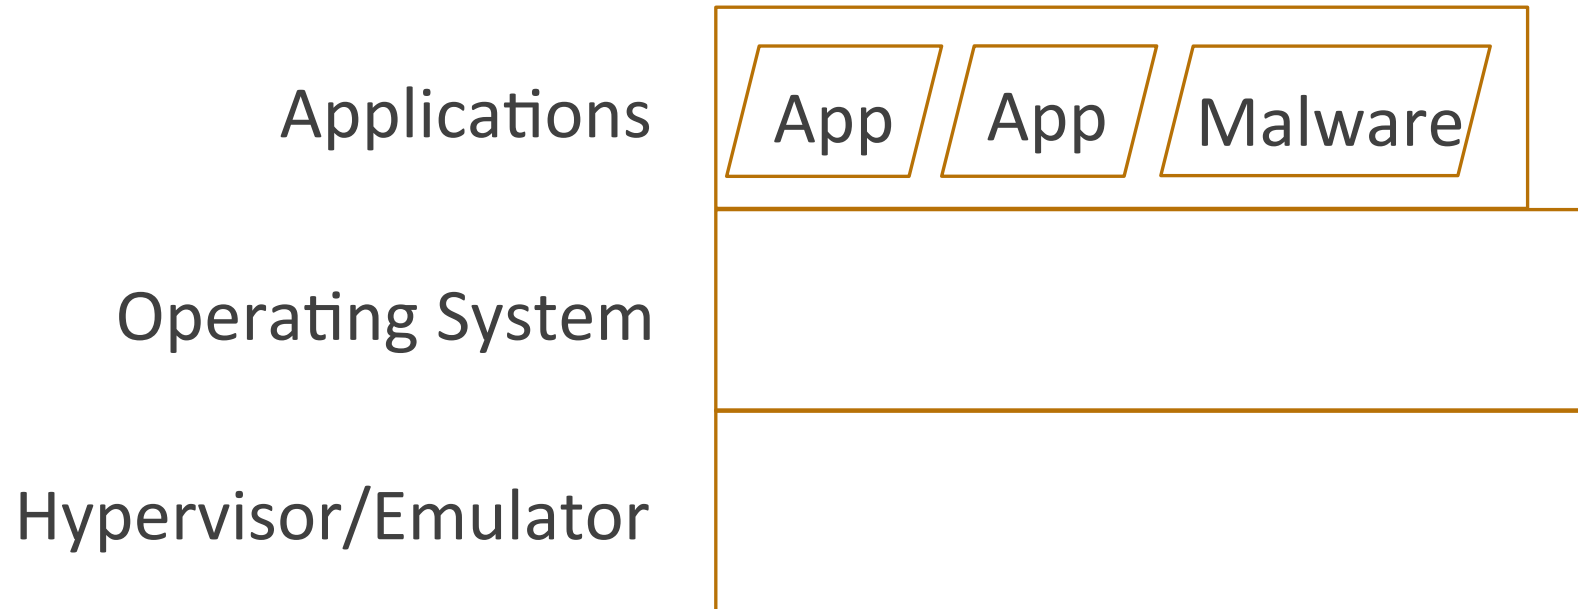 Applications
App App Malware
Operating System
Hypervisor/Emulator